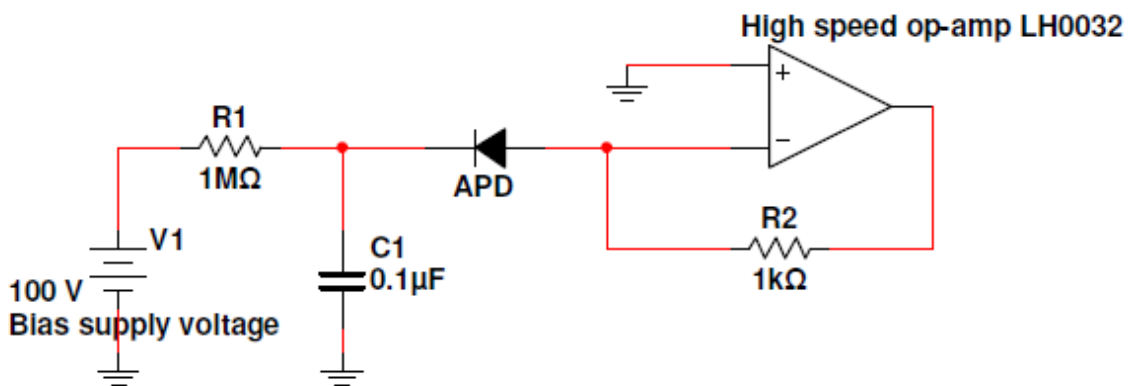 High speed op-amp LH0032
+
R1
1MΩ
APD
−
V1
R2
1kΩ
C1
0.1µF
100 V
Bias supply voltage